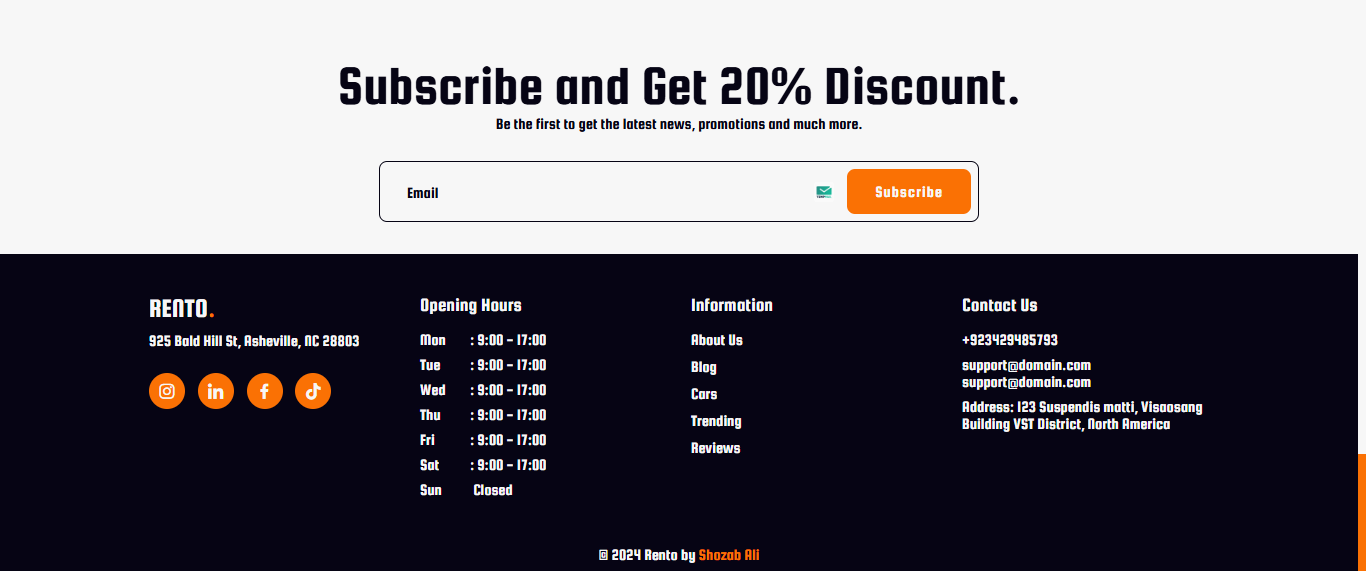 Subscribe and Get 20% Discount.
Be the first to get the latest news, promotions and much more.
Email
Subscribe
RENTO.
925 Bald Hill St, Asheville, NC 28803
Opening Hours
Mon : 9:00 - 17:00
Tue : 9:00 - 17:00
Wed : 9:00 - 17:00
Thu : 9:00 - 17:00
Fri : 9:00 - 17:00
Sat : 9:00 - 17:00
Sun Closed
Information
About Us
Blog
Cars
Trending
Reviews
Contact Us
+923429485793
support@domain.com
support@domain.com
Address: 123 Suspendis matti, Visaosang
Building VST District, North America
© 2024 Rento by Shozab Ali